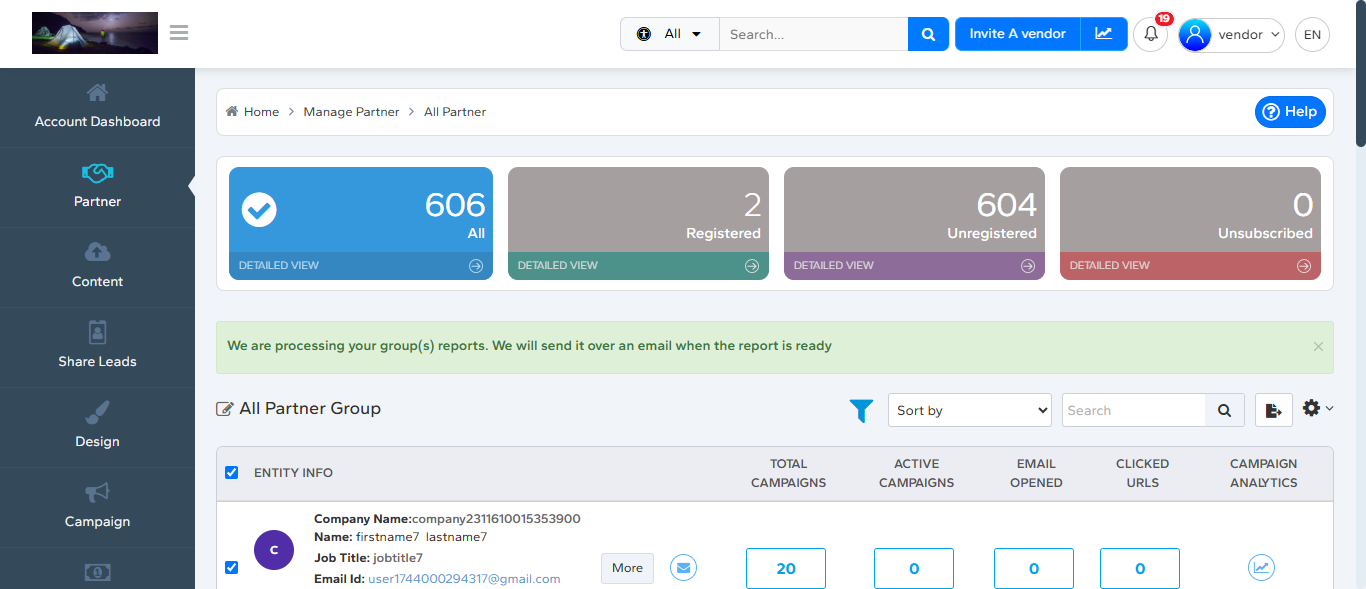 All
Search...
Invite A vendor
19
vendor
EN
Account Dashboard
Partner
Content
Share Leads
Design
Campaign
Home > Manage Partner > All Partner
Help
606
All
DETAILED VIEW
2
Registered
DETAILED VIEW
604
Unregistered
DETAILED VIEW
0
Unsubscribed
DETAILED VIEW
We are processing your group(s) reports. We will send it over an email when the report is ready
×
All Partner Group
Sort by
Search
ENTITY INFO
TOTAL
CAMPAIGNS
ACTIVE
CAMPAIGNS
EMAIL
OPENED
CLICKED
URLS
CAMPAIGN
ANALYTICS
C
Company Name:company2311610015353900
Name: firstname7 lastname7
Job Title: jobtitle7
Email Id: user1744000294317@gmail.com
More
20
0
0
0